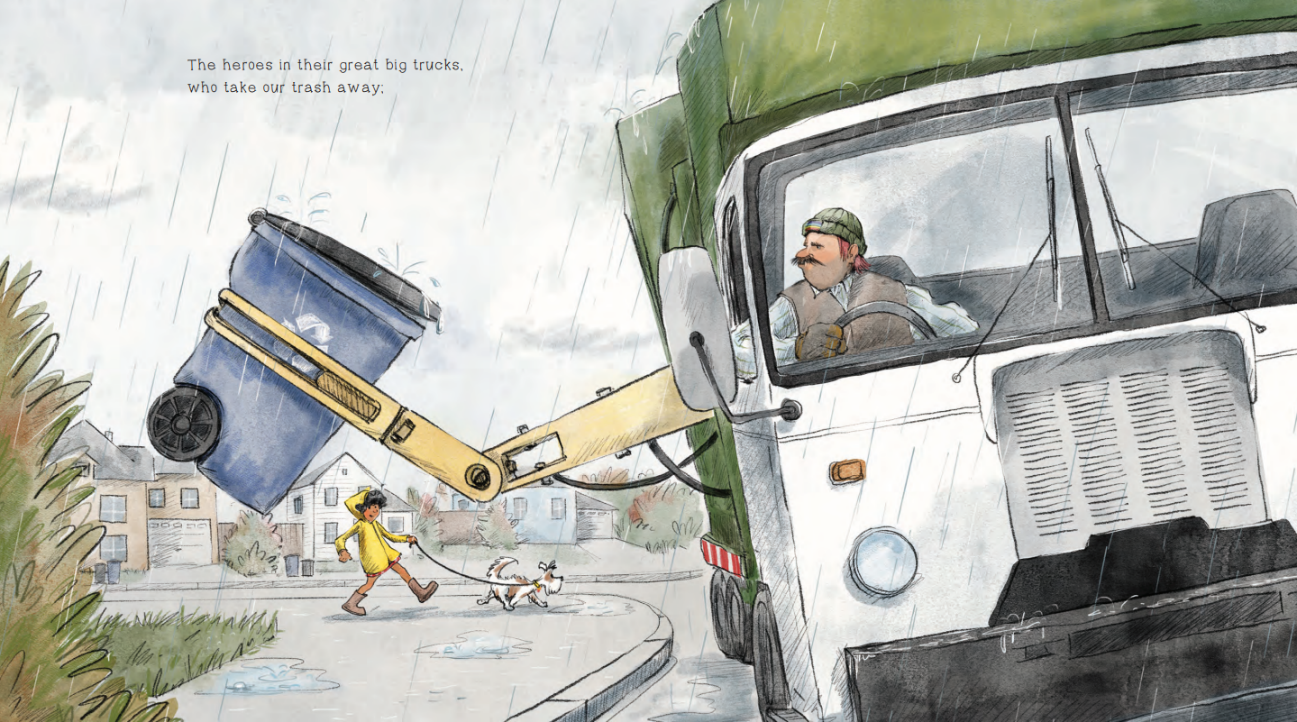 The heroes in their great big trucks,
who take our trash away;